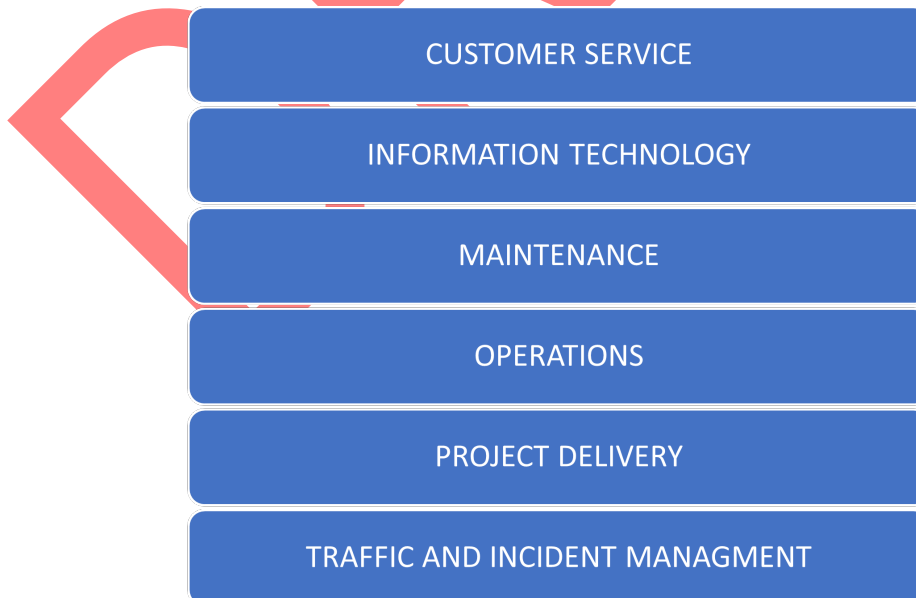 CUSTOMER SERVICE
INFORMATION TECHNOLOGY
MAINTENANCE
OPERATIONS
PROJECT DELIVERY
TRAFFIC AND INCIDENT MANAGMENT